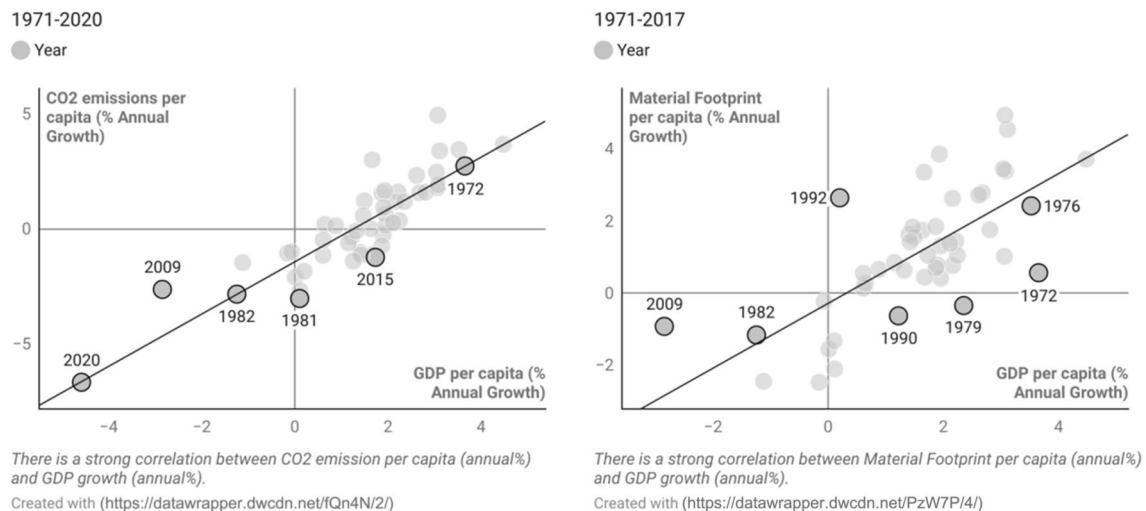 1971-2020
Year
CO2 emissions per
capita (% Annual
Growth)
5
0
−5
1972
2009
2015
1982
1981
2020
GDP per capita (%
Annual Growth)
−4
−2
0
2
4
There is a strong correlation between CO2 emission per capita (annual%)
and GDP growth (annual%).
Created with (https://datawrapper.dwcdn.net/fQn4N/2/)
1971-2017
Year
Material Footprint
per capita (% Annual
Growth)
4
2
0
−2
1992
1976
1972
2009
1982
1979
1990
GDP per capita (%
Annual Growth)
−2
0
2
4
There is a strong correlation between Material Footprint per capita (annual%)
and GDP growth (annual%).
Created with (https://datawrapper.dwcdn.net/PzW7P/4/)